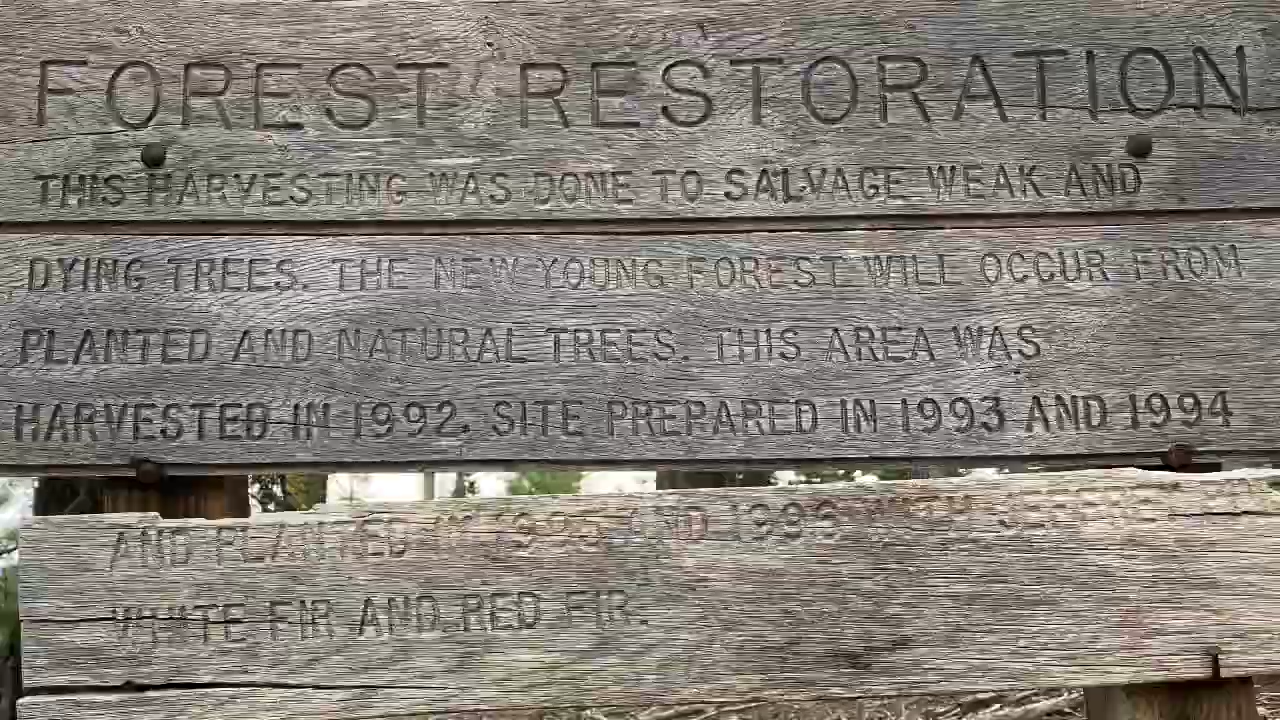 FOREST RESTORATION
THIS HARVESTING WAS DONE TO SALVAGE WEAK AND
DYING TREES. THE NEW YOUNG FOREST WILL OCCUR FROM
PLANTED AND NATURAL TREES. THIS AREA WAS
HARVESTED IN 1992, SITE PREPARED IN 1993 AND 1994
AND PLANTED IN 1995 AND 1996 WITH
WHITE FIR AND RED FIR.